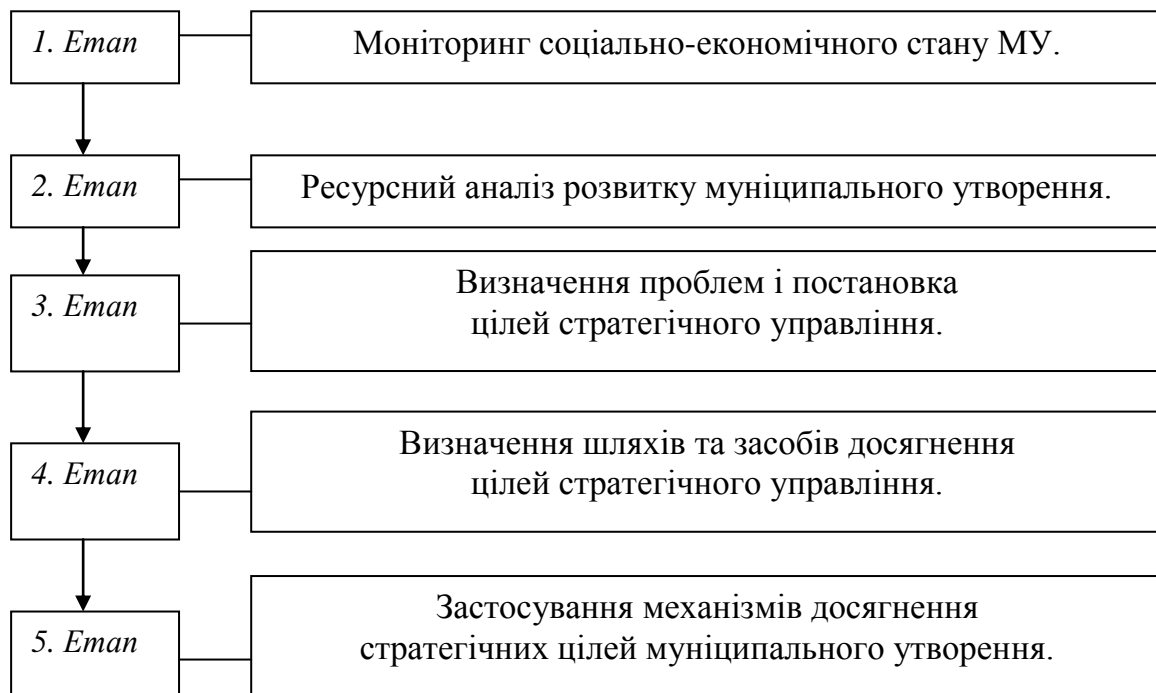 1. Етап
Моніторинг соціально-економічного стану МУ.
2. Етап
Ресурсний аналіз розвитку муніципального утворення.
3. Етап
Визначення проблем і постановка
цілей стратегічного управління.
4. Етап
Визначення шляхів та засобів досягнення
цілей стратегічного управління.
5. Етап
Застосування механізмів досягнення
стратегічних цілей муніципального утворення.